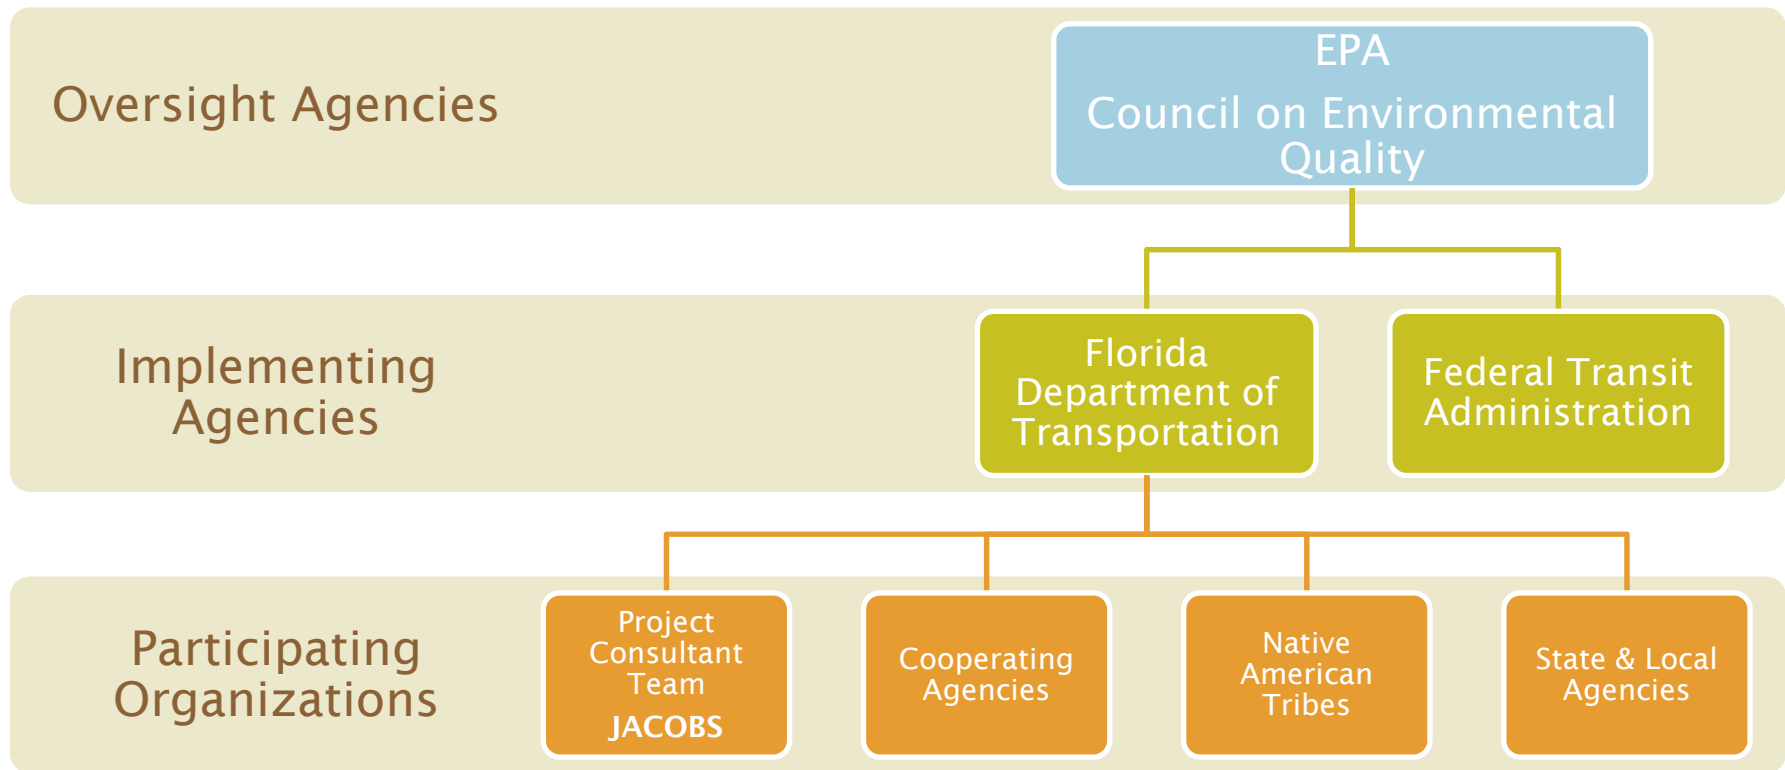 Oversight Agencies
EPA
Council on Environmental
Quality
Implementing
Agencies
Florida
Department of
Transportation
Federal Transit
Administration
Participating
Organizations
Project
Consultant
Team
JACOBS
Cooperating
Agencies
Native
American
Tribes
State & Local
Agencies